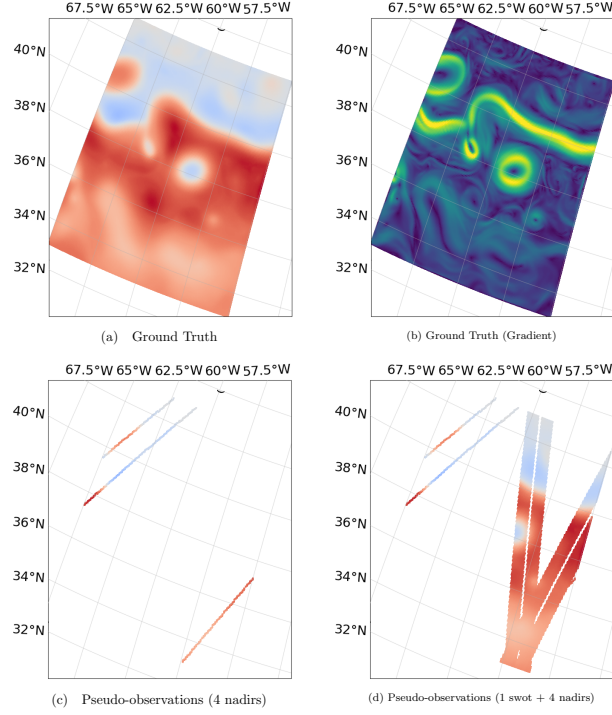 67.5°W 65°W 62.5°W 60°W 57.5°W
40°N
38°N
36°N
34°N
32°N
(a) Ground Truth
67.5°W 65°W 62.5°W 60°W 57.5°W
40°N
38°N
36°N
34°N
32°N
(b) Ground Truth (Gradient)
67.5°W 65°W 62.5°W 60°W 57.5°W
40°N
38°N
36°N
34°N
32°N
(c) Pseudo-observations (4 nadirs)
67.5°W 65°W 62.5°W 60°W 57.5°W
40°N
38°N
36°N
34°N
32°N
(d) Pseudo-observations (1 swot + 4 nadirs)